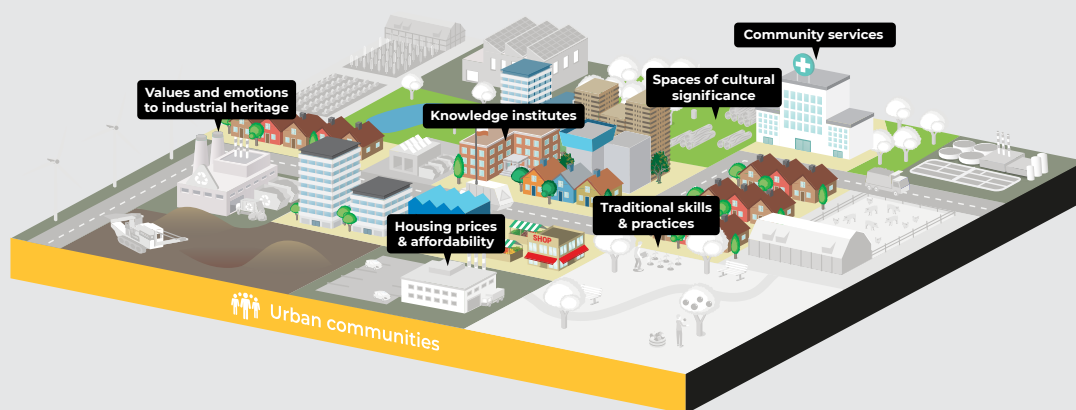 Community services
Values and emotions
to industrial heritage
Spaces of cultural
significance
Knowledge institutes
Traditional skills
& practices
Housing prices
& affordability
SHOP
Urban communities